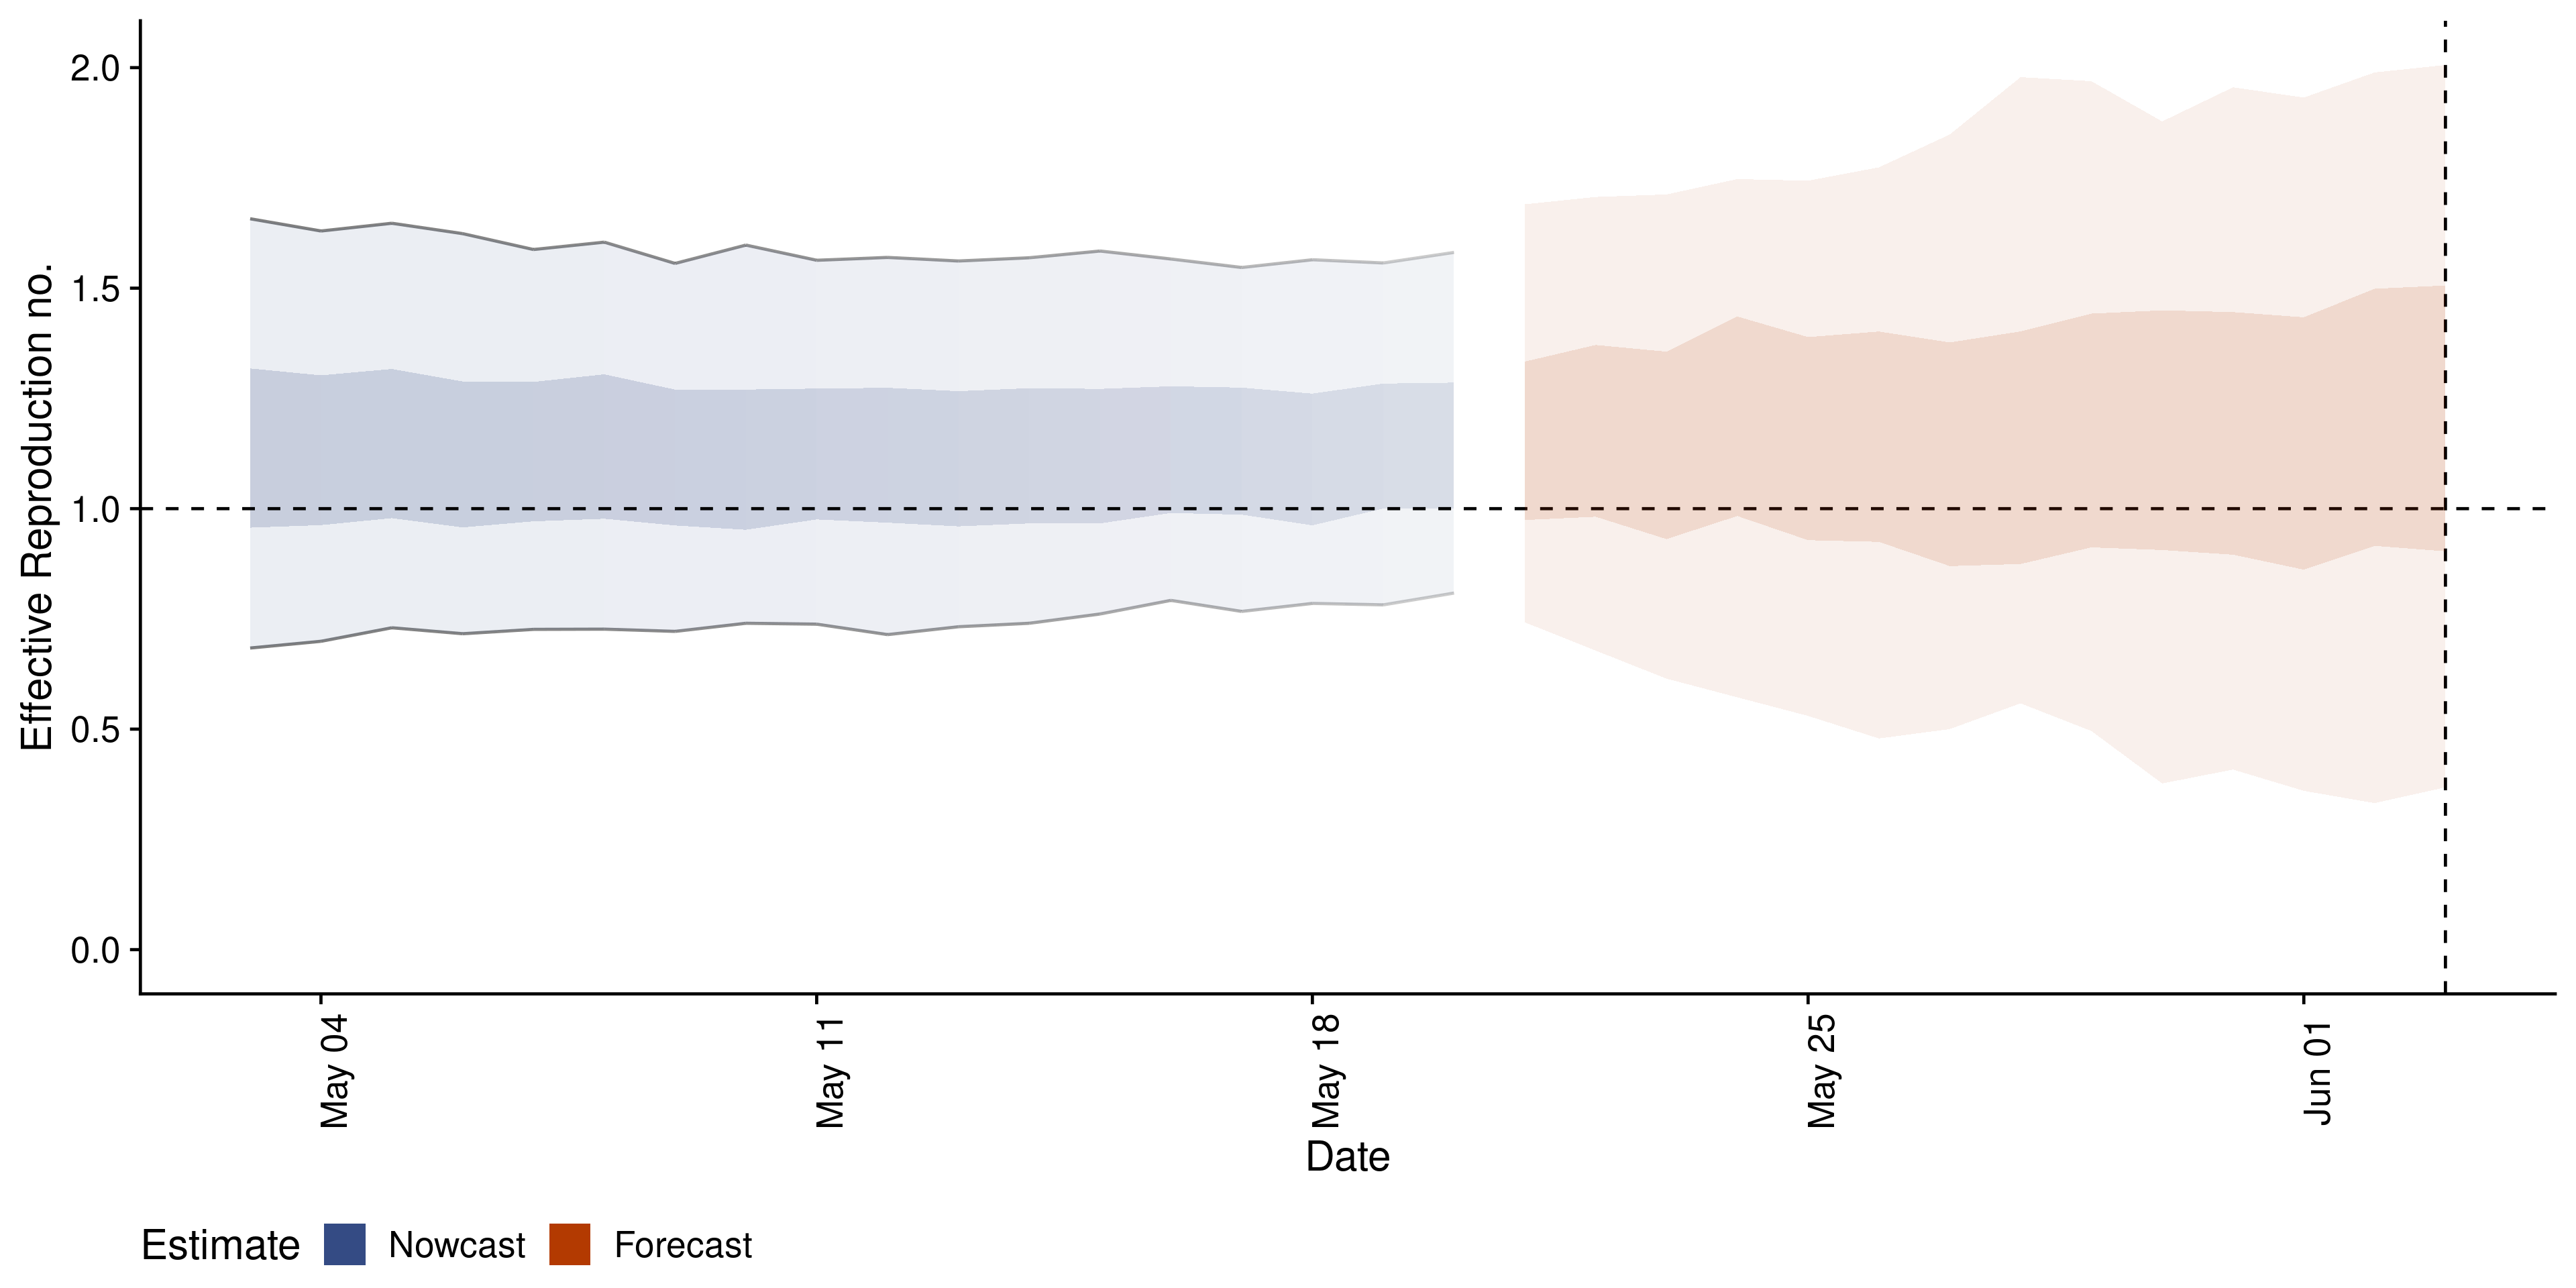 Effective Reproduction no.
2.0
1.5
1.0
0.5
0.0
May 04
May 11
May 18
May 25
Jun 01
Date
Estimate Nowcast Forecast